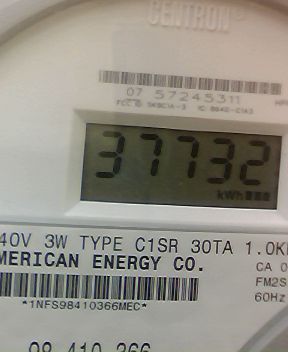 CENTRON®
07 57245311
37732
kWh
40V 3W TYPE C1SR 30TA 1.0K
MERICAN ENERGY CO.
CA 0
FM2S
60Hz
*1NFS98410366MEC*
98 410 366